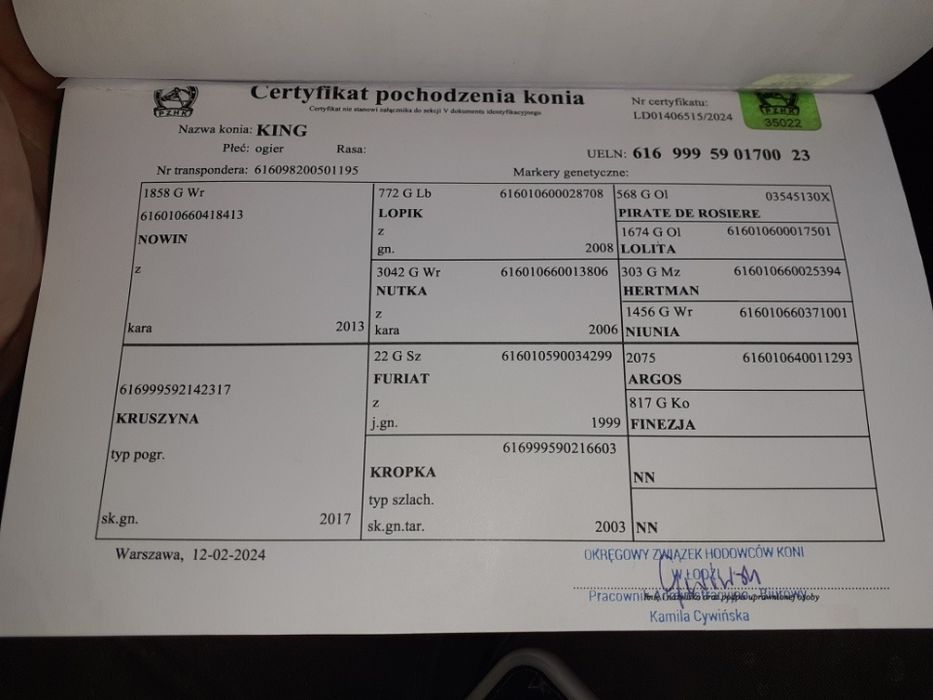 Certyfikat pochodzenia konia
Certyfikat nie stanowi załącznika do sekcji V dokumentu identyfikacyjnego
PZHK
Nr certyfikatu:
LD01406515/2024
PZHK
35022
Nazwa konia: KING
Płeć: ogier Rasa:
UELN: 616 999 59 01700 23
Nr transpondera: 616098200501195
Markery genetyczne:
1858 G Wr
616010660418413
NOWIN
z
kara 2013
772 G Lb 616010600028708
LOPIK
z
gn. 2008
568 G Ol 03545130X
PIRATE DE ROSIERE
1674 G Ol 616010600017501
LOLITA
3042 G Wr 616010660013806
NUTKA
z
kara 2006
303 G Mz 616010660025394
HERTMAN
1456 G Wr 616010660371001
NIUNIA
616999592142317
KRUSZYNA
typ pogr.
sk.gn. 2017
22 G Sz 616010590034299
FURIAT
z
j.gn. 1999
2075 616010640011293
ARGOS
817 G Ko
FINEZJA
616999590216603
KROPKA
typ szlach.
sk.gn.tar. 2003
NN
NN
Warszawa, 12-02-2024
OKRĘGOWY ZWIĄZEK HODOWCÓW KONI
W ŁODZI
Pracownik Administracyjno-Biurowy
Kamila Cywińska